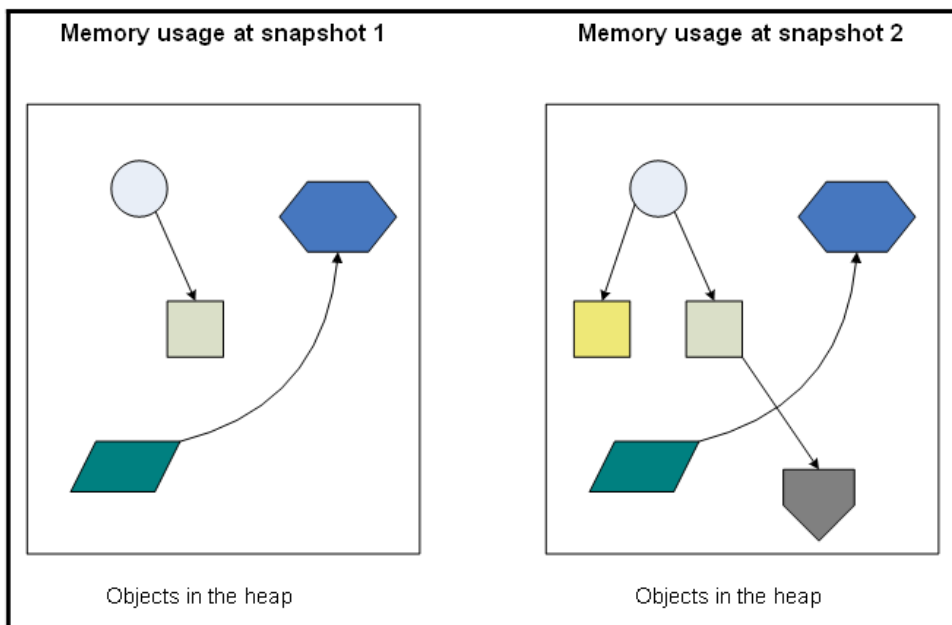 Memory usage at snapshot 1
Memory usage at snapshot 2
Objects in the heap
Objects in the heap